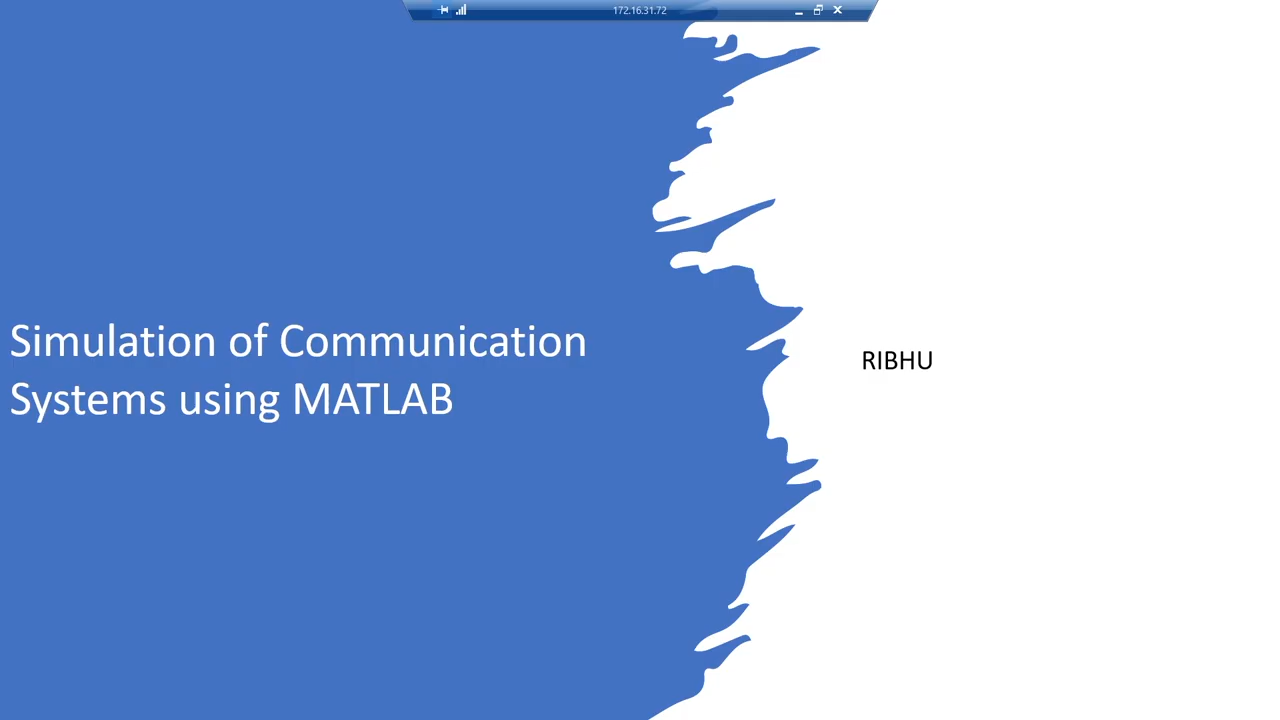 172.16.31.72
Simulation of Communication
Systems using MATLAB
RIBHU